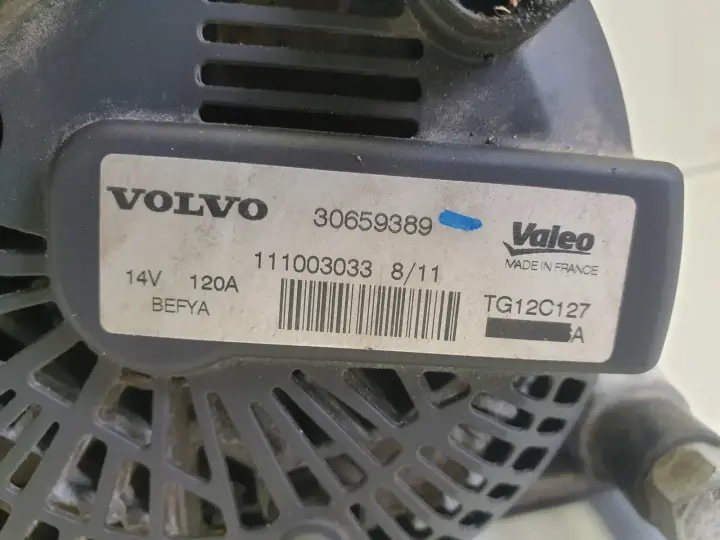 VOLVO 30659389 Valeo
MADE IN FRANCE
111003033 8/11
14V 120A TG12C127
BEFYA A